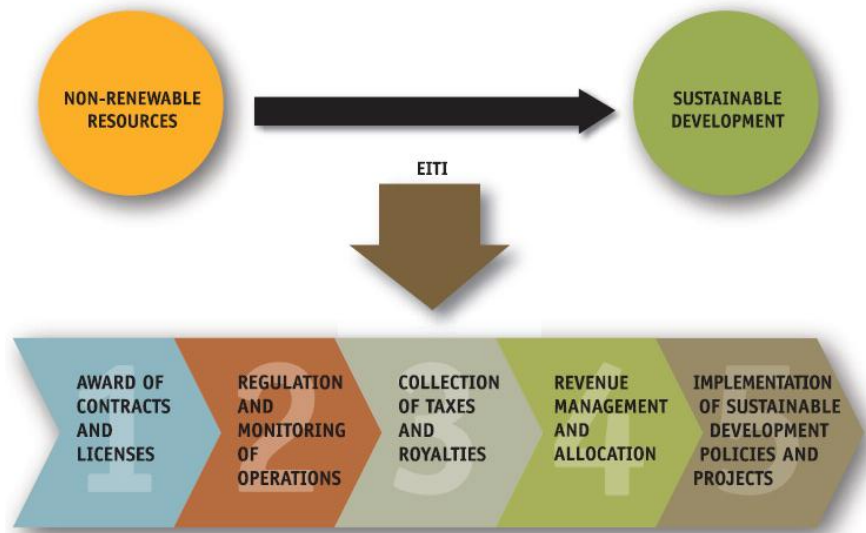 NON-RENEWABLE
RESOURCES
SUSTAINABLE
DEVELOPMENT
EITI
1
AWARD OF
CONTRACTS
AND
LICENSES
2
REGULATION
AND
MONITORING
OF
OPERATIONS
3
COLLECTION
OF TAXES
AND
ROYALTIES
4
REVENUE
MANAGEMENT
AND
ALLOCATION
5
IMPLEMENTATION
OF SUSTAINABLE
DEVELOPMENT
POLICIES AND
PROJECTS